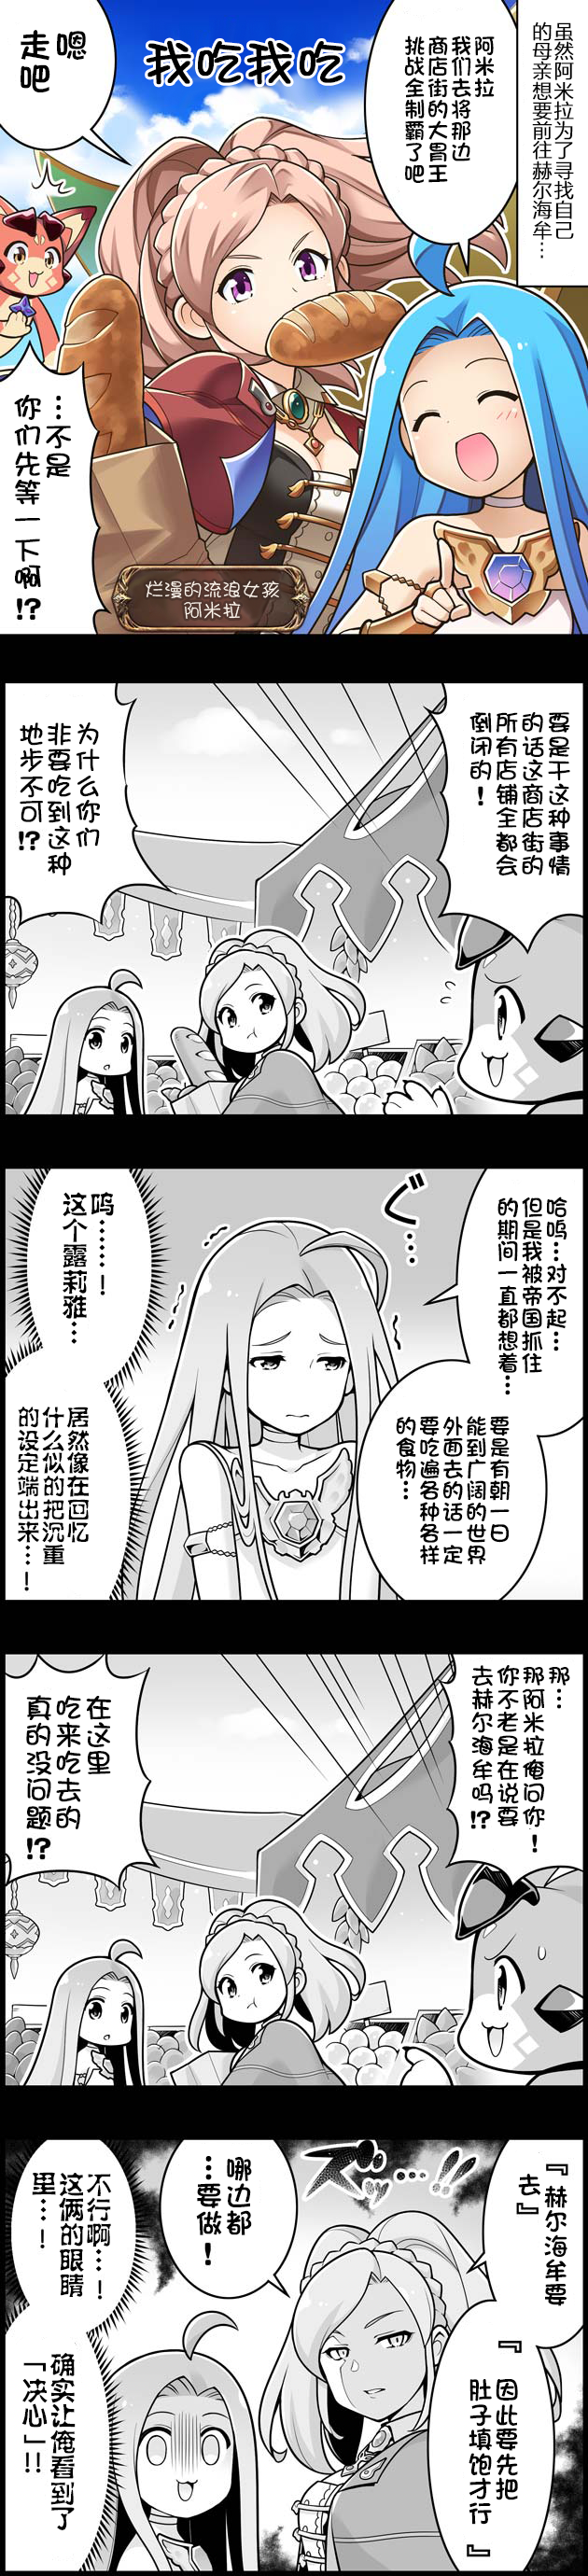 虽然阿米拉为了寻找自己
的母亲想要前往赫尔海牟…
阿米拉
我们去将那边
商店街的大胃王
挑战全制霸了吧
我吃我吃
嗯
走吧
…不是
你们先等一下啊!?
烂漫的流浪女孩
阿米拉
要是干这种事情
的话这商店街的
所有店铺全都会
倒闭的！
为什么你们
非要吃到这种
地步不可!?
哈呜…对不起…
但是我被帝国抓住
的期间一直都想着…
ぐ…
要是有朝一日
能到广阔的世界
外面去的话一定
要吃遍各种各样
的食物…
呜……！
这个露莉雅…
居然像在回忆
什么似的把沉重
的设定端出来…！
那…
那阿米拉俺问你！
你不老是在说要
去赫尔海牟吗!?
在这里
吃来吃去的
真的没问题!?
『赫尔海牟要
去』
ズズッ…!!
『因此要先把
肚子填饱才行』
哪边都
…要做！
不行啊…！
这俩的眼睛
里…！
确实让俺看到了
「决心」!!